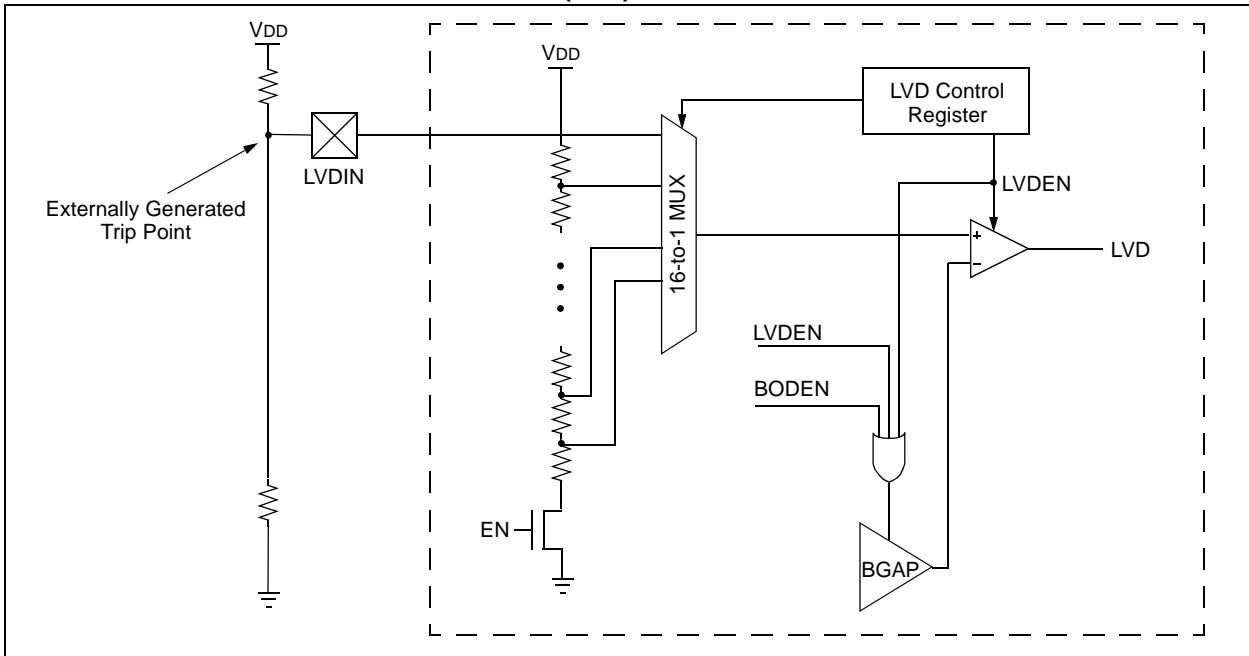 VDD
VDD
LVD Control
Register
LVDIN
LVDEN
Externally Generated
Trip Point
16-to-1 MUX
+
–
LVD
LVDEN
BODEN
EN
BGAP